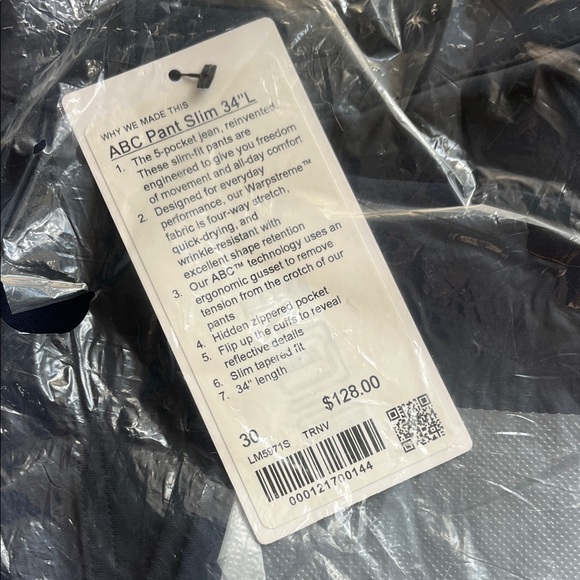 WHY WE MADE THIS
ABC Pant Slim 34"L
1. The 5-pocket jean, reinvented.
These slim-fit pants are
engineered to give you freedom
of movement and all-day comfort
2. Designed for everyday
performance, our Warpstreme™
fabric is four-way stretch,
quick-drying, and
wrinkle-resistant with
excellent shape retention
3. Our ABC™ technology uses an
ergonomic gusset to remove
tension from the crotch of our
pants
4. Hidden zippered pocket
5. Flip up the cuffs to reveal
reflective details
6. Slim tapered fit
7. 34" length
30 $128.00
LM5971S TRNV
000121700144